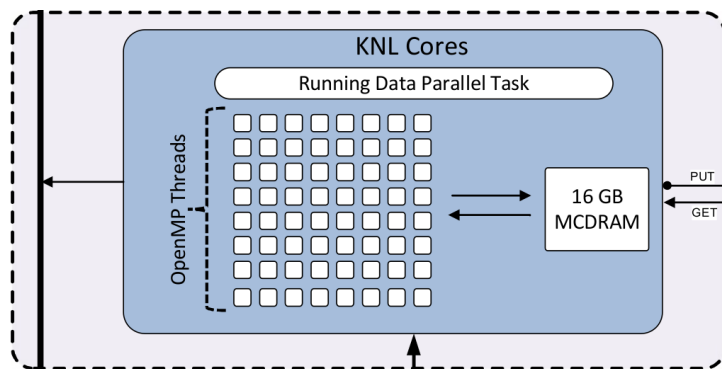 KNL Cores
Running Data Parallel Task
OpenMP Threads
16 GB
MCDRAM
PUT
GET